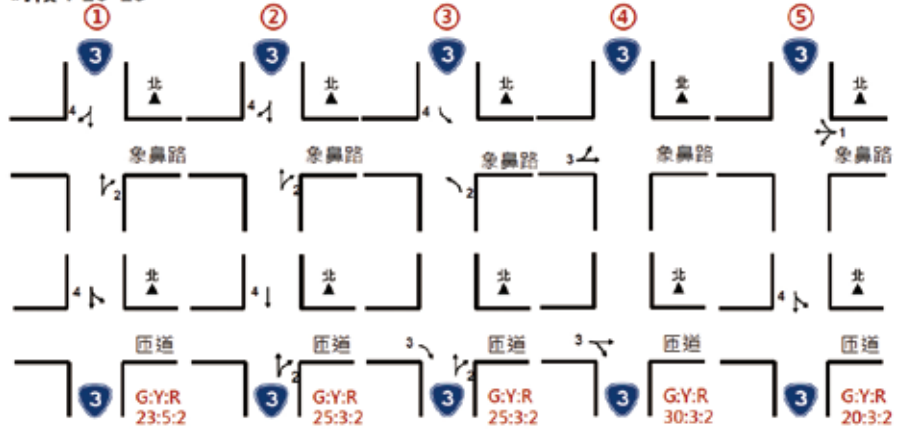 ① ② ③ ④ ⑤
3 3 3 3 3
北 北 北 北 北
4 4 4 1
象鼻路 象鼻路 象鼻路 3 象鼻路 象鼻路
2 2 2
北 北 北 北 北
4 4 4
匝道 匝道 3 匝道 3 匝道 匝道
2 2
3 G:Y:R 3 G:Y:R 3 G:Y:R 3 G:Y:R 3 G:Y:R
23:5:2 25:3:2 25:3:2 30:3:2 20:3:2